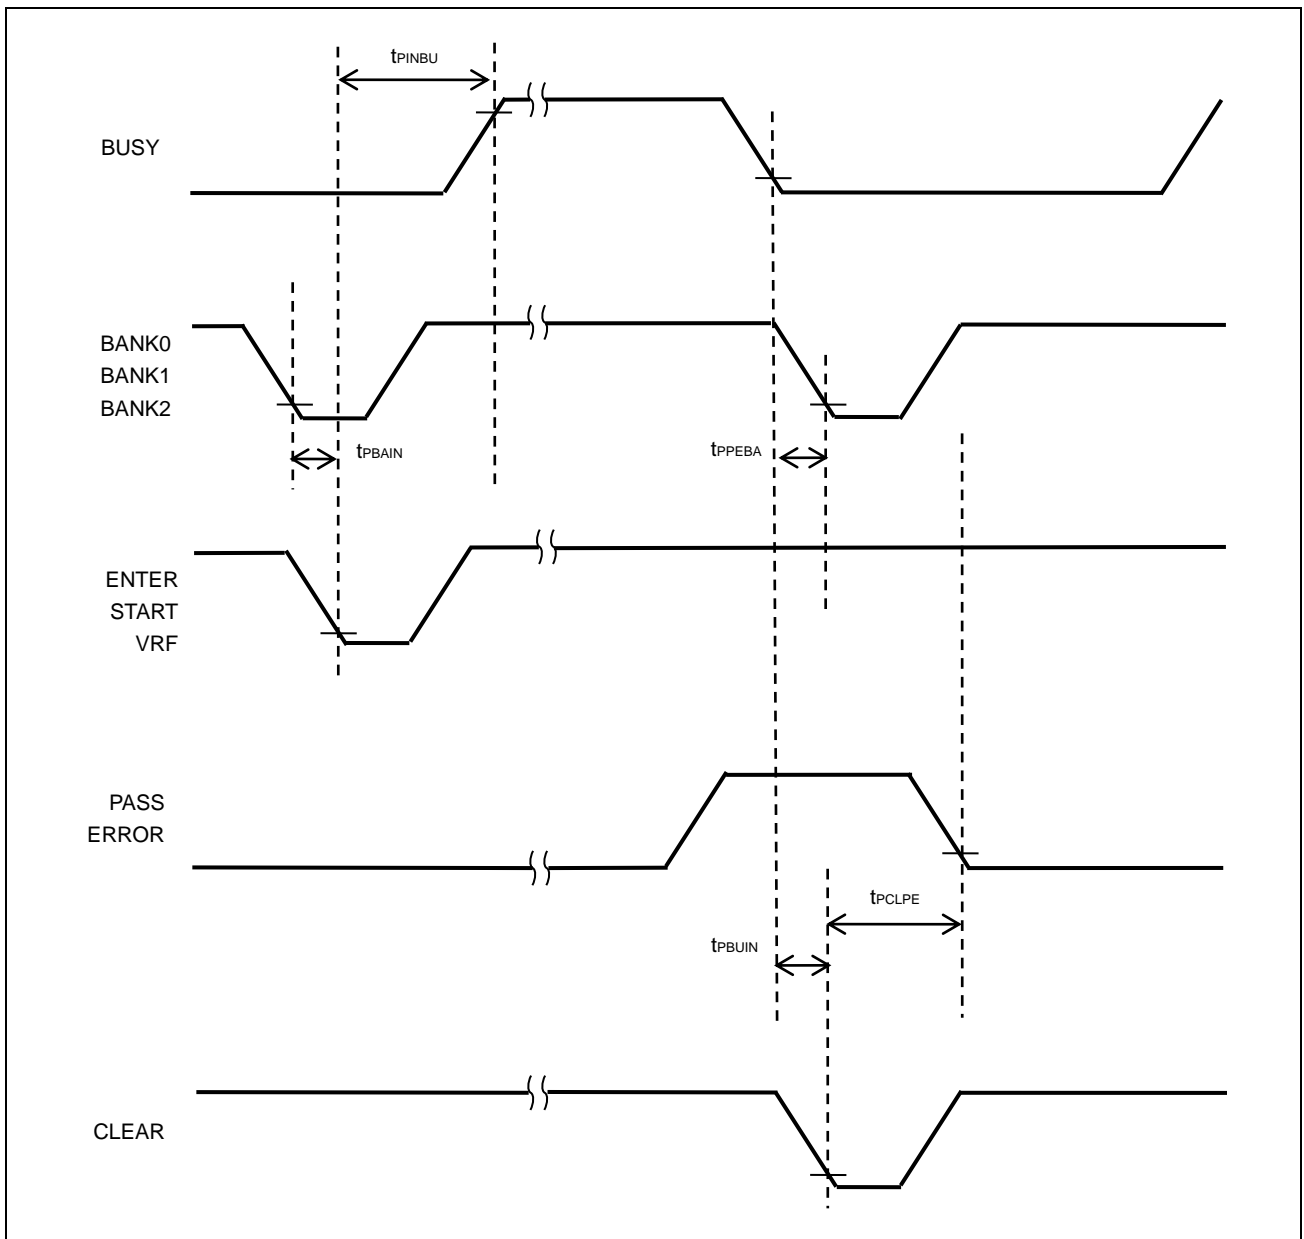 tPINBU
BUSY
BANK0
BANK1
BANK2
tPBAIN
tPPEBA
ENTER
START
VRF
PASS
ERROR
tPCLPE
tPBUIN
CLEAR